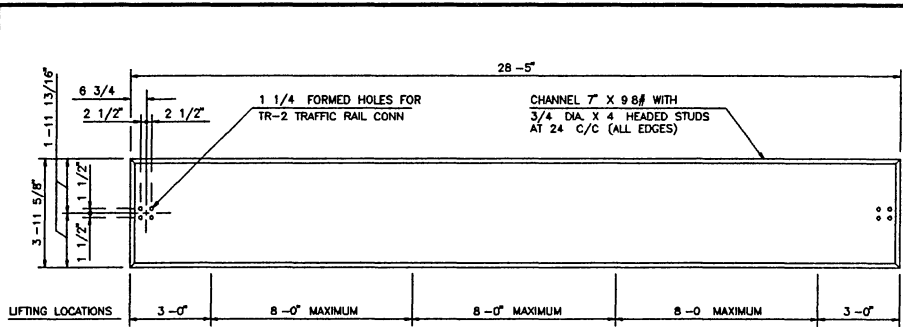 28-5"
1-11 13/16"
6 3/4
2 1/2" 2 1/2"
1 1/4 FORMED HOLES FOR
TR-2 TRAFFIC RAIL CONN
CHANNEL 7" X 9 8# WITH
3/4 DIA. X 4 HEADED STUDS
AT 24 C/C (ALL EDGES)
3-11 5/8"
1 1/2"
1 1/2"
LIFTING LOCATIONS 3-0" 8-0" MAXIMUM 8-0" MAXIMUM 8-0 MAXIMUM 3-0"